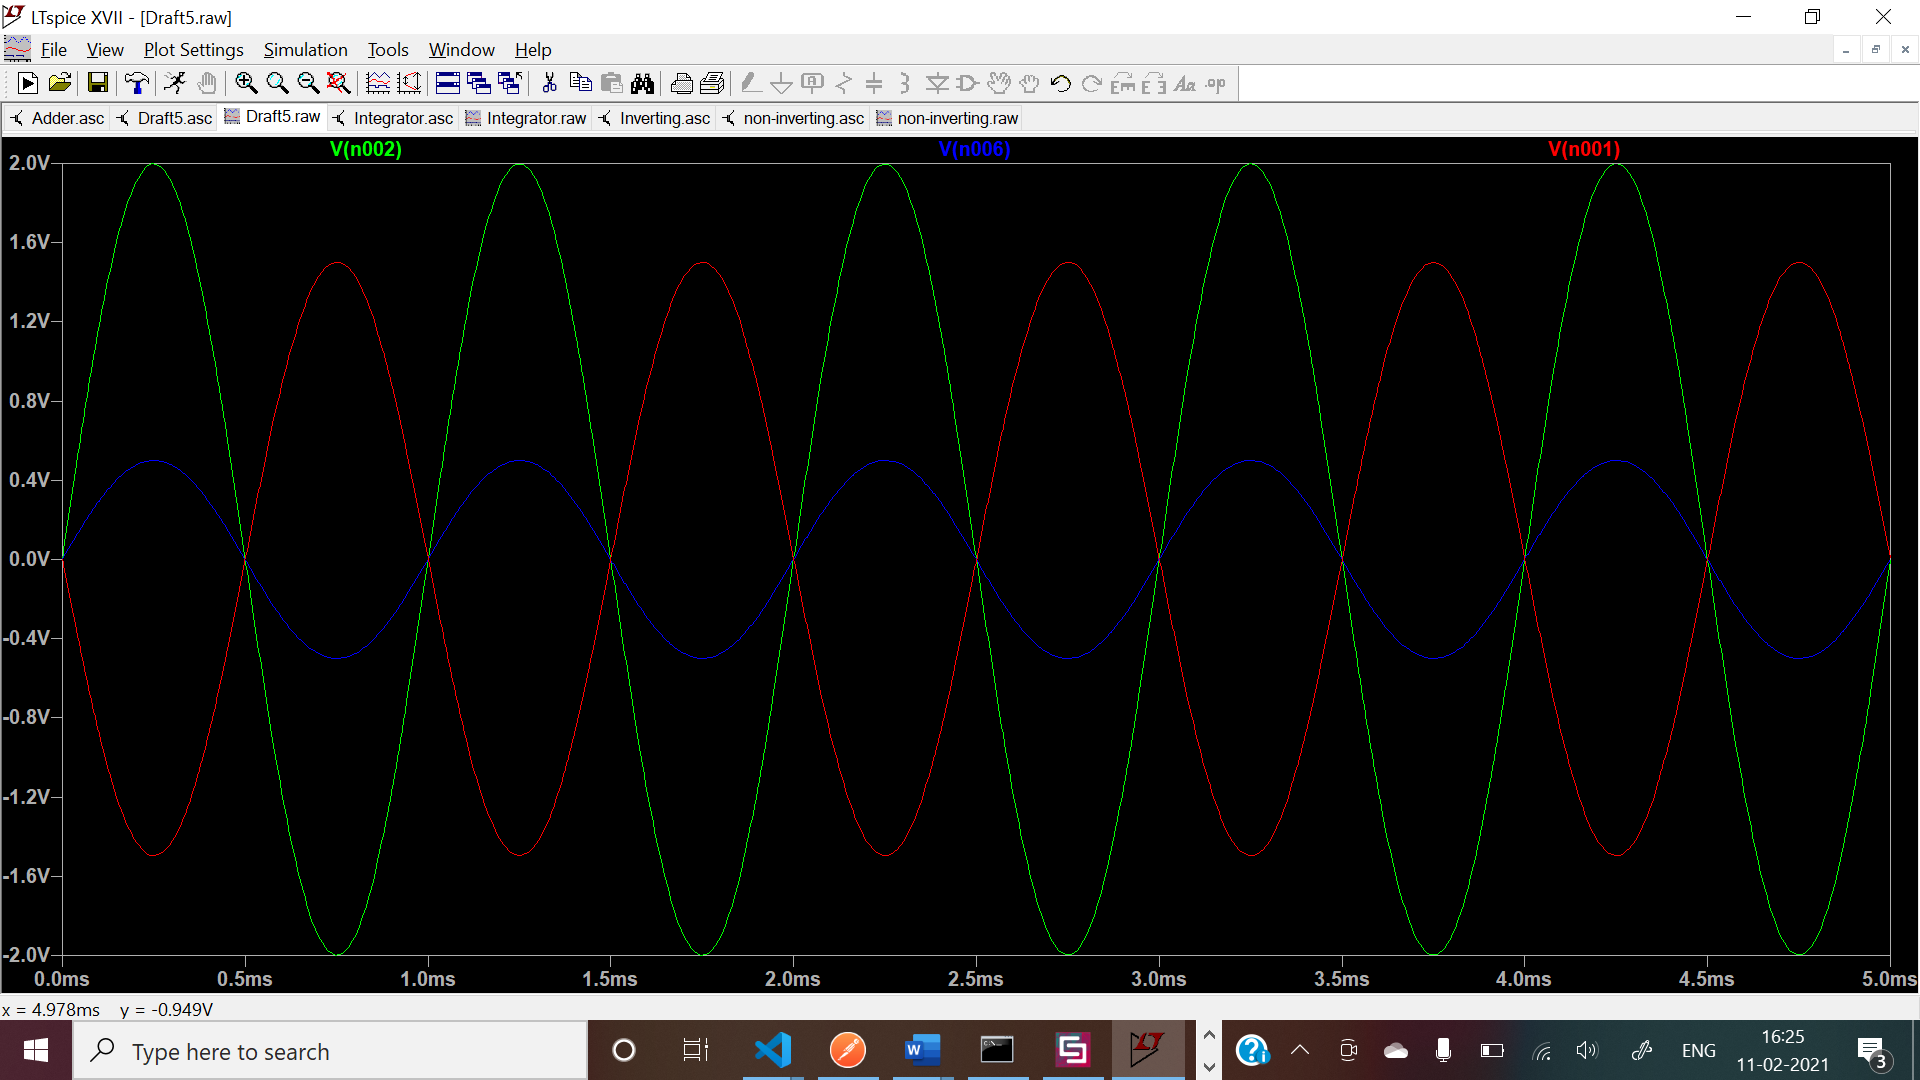 LTspice XVII - [Draft5.raw]
File View Plot Settings Simulation Tools Window Help
Adder.asc Draft5.asc Draft5.raw Integrator.asc Integrator.raw Inverting.asc non-inverting.asc non-inverting.raw
V(n002) V(n006) V(n001)
2.0V
1.6V
1.2V
0.8V
0.4V
0.0V
-0.4V
-0.8V
-1.2V
-1.6V
-2.0V
0.0ms 0.5ms 1.0ms 1.5ms 2.0ms 2.5ms 3.0ms 3.5ms 4.0ms 4.5ms 5.0ms
x = 4.978ms y = -0.949V
Type here to search
ENG
16:25
11-02-2021
3